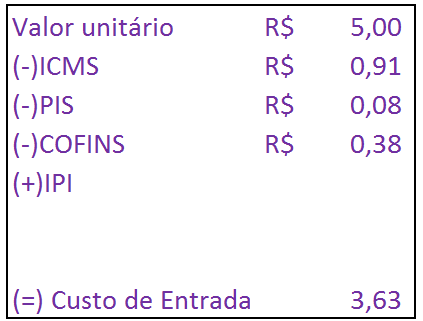 Valor unitário R$ 5,00
(-)ICMS R$ 0,91
(-)PIS R$ 0,08
(-)COFINS R$ 0,38
(+)IPI
(=) Custo de Entrada 3,63